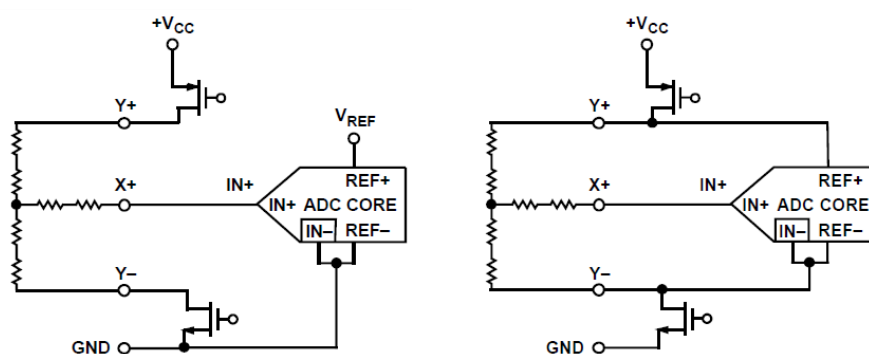 +VCC
Y+
VREF
REF+
X+
IN+
IN+ ADC CORE
IN– REF–
Y–
GND
+VCC
Y+
REF+
X+
IN+
IN+ ADC CORE
IN– REF–
Y–
GND